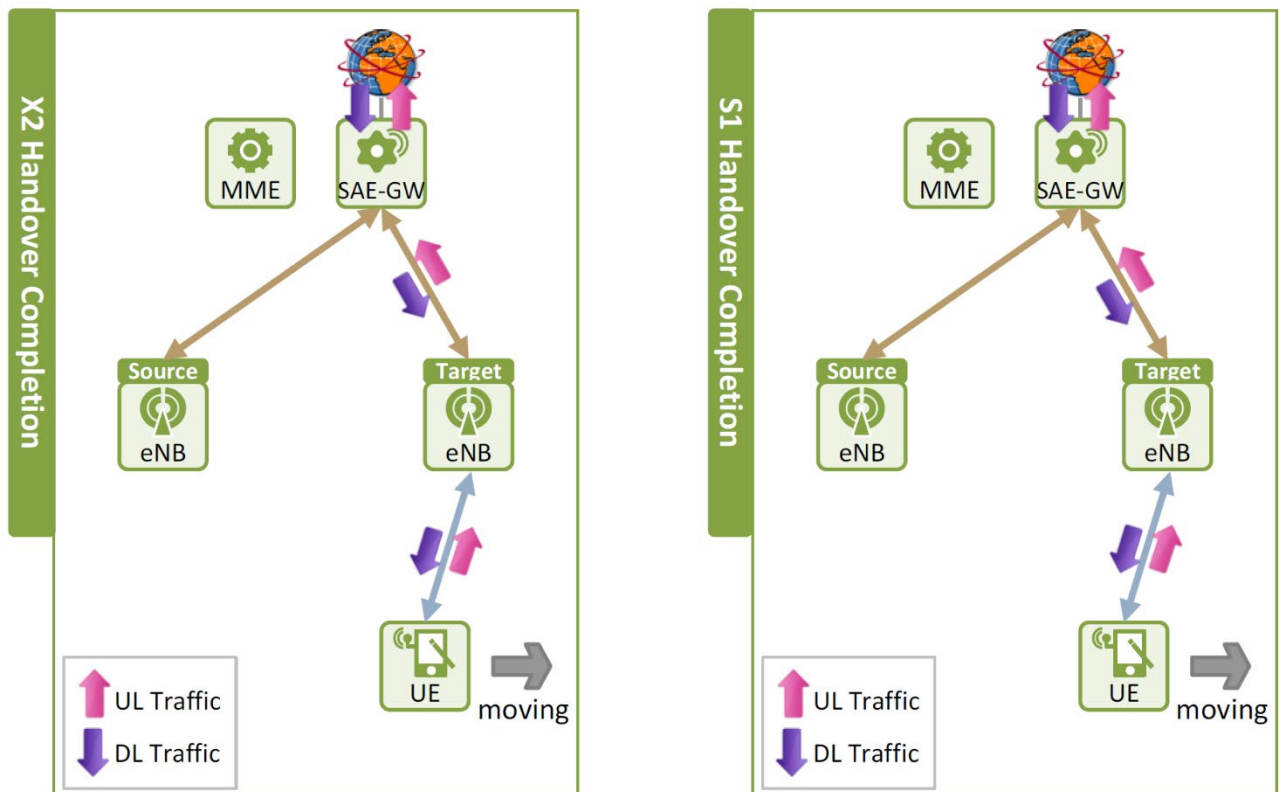 X2 Handover Completion
MME
SAE-GW
Source
eNB
Target
eNB
UE
moving
UL Traffic
DL Traffic
S1 Handover Completion
MME
SAE-GW
Source
eNB
Target
eNB
UE
moving
UL Traffic
DL Traffic